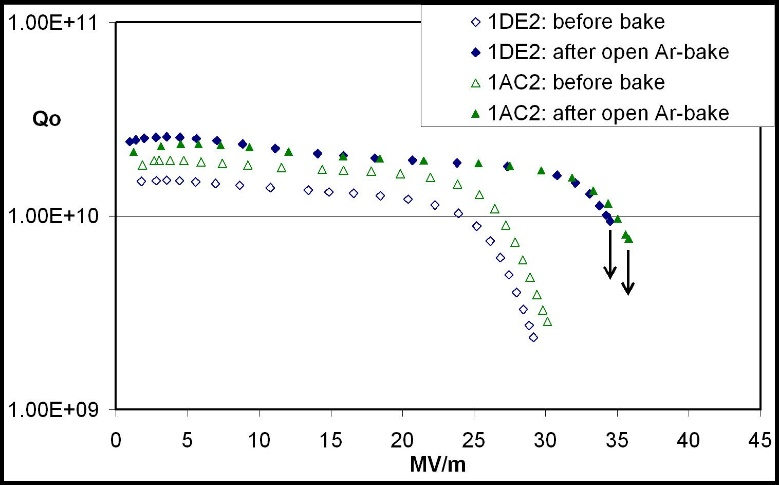 1.00E+11
1DE2: before bake
1DE2: after open Ar-bake
1AC2: before bake
1AC2: after open Ar-bake
Qo
1.00E+10
1.00E+09
0 5 10 15 20 25 30 35 40 45
MV/m